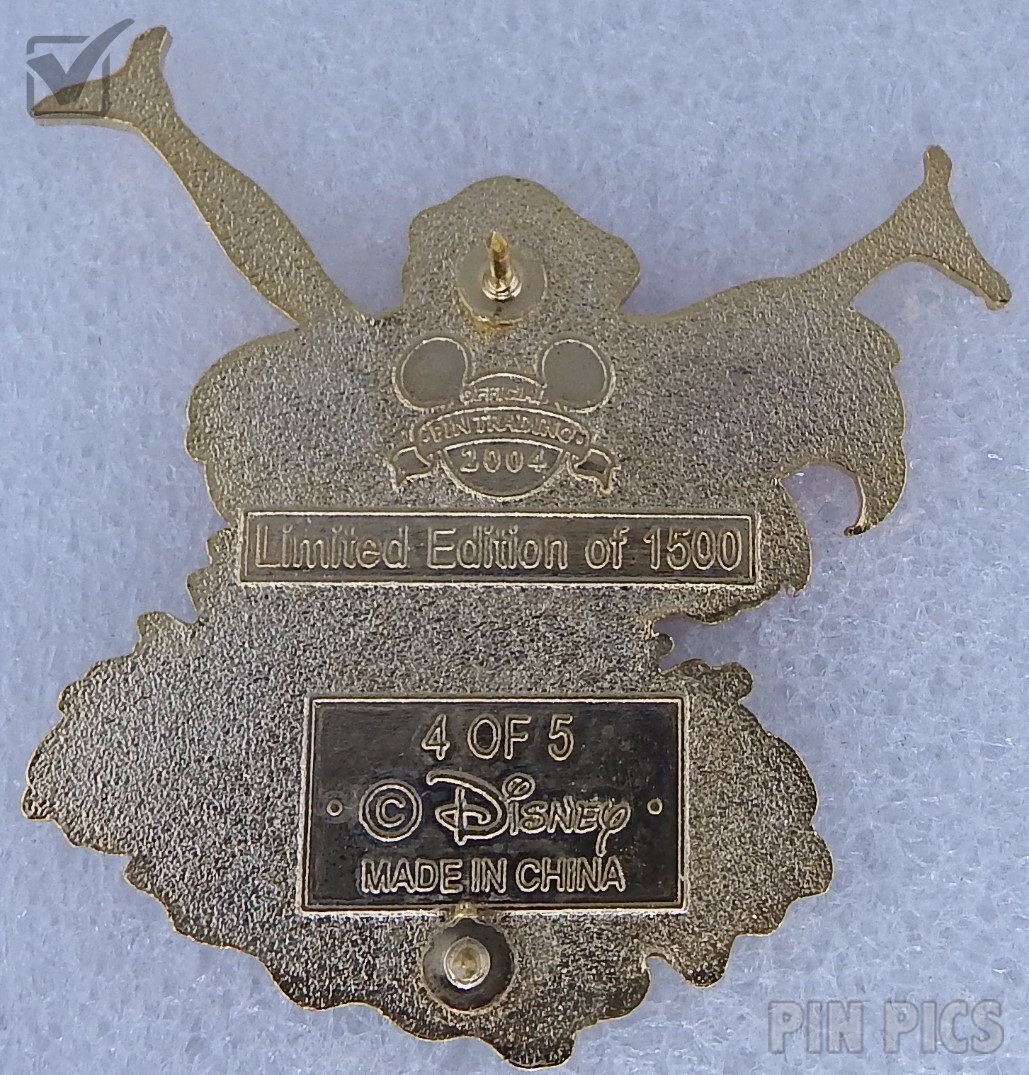 OFFICIAL
PIN TRADING
2004
Limited Edition of 1500
4 OF 5
© Disney
MADE IN CHINA
PIN PICS